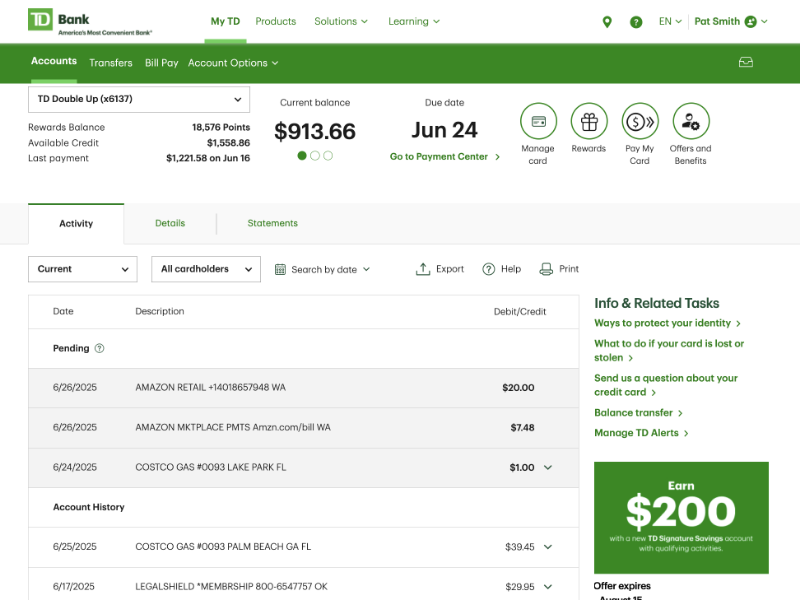 TD Bank
America's Most Convenient Bank®
My TD
Products
Solutions
Learning
?
EN
Pat Smith
Accounts
Transfers
Bill Pay
Account Options
TD Double Up (x6137)
Rewards Balance 18,576 Points
Available Credit $1,558.86
Last payment $1,221.58 on Jun 16
Current balance
$913.66
Due date
Jun 24
Go to Payment Center
Manage
card
Rewards
$
Pay My
Card
Offers and
Benefits
Activity
Details
Statements
Current
All cardholders
Search by date
Export
? Help
Print
Date Description Debit/Credit
Pending ?
6/26/2025 AMAZON RETAIL +14018657948 WA $20.00
6/26/2025 AMAZON MKTPLACE PMTS Amzn.com/bill WA $7.48
6/24/2025 COSTCO GAS #0093 LAKE PARK FL $1.00
Account History
6/25/2025 COSTCO GAS #0093 PALM BEACH GA FL $39.45
6/17/2025 LEGALSHIELD *MEMBRSHIP 800-6547757 OK $29.95
Info & Related Tasks
Ways to protect your identity
What to do if your card is lost or
stolen
Send us a question about your
credit card
Balance transfer
Manage TD Alerts
Earn
$200
with a new TD Signature Savings account
with qualifying activities.
Offer expires
August 15